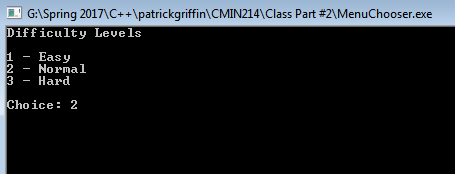 G:\Spring 2017\C++\patrickgriffin\CMIN214\Class Part #2\MenuChooser.exe
Difficulty Levels
1 - Easy
2 - Normal
3 - Hard
Choice: 2